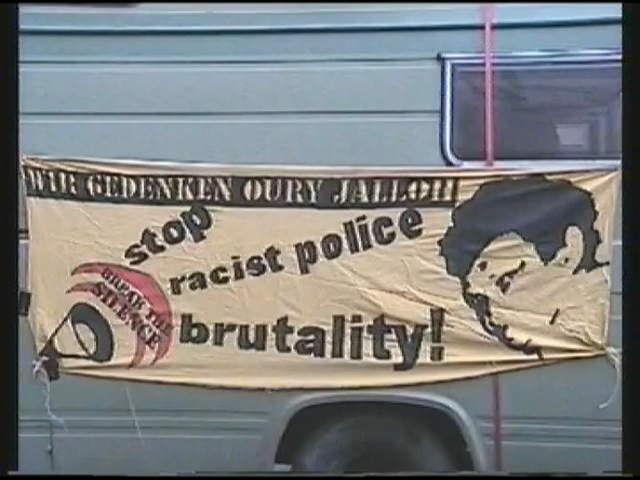 WIR GEDENKEN OURY JALLOH
stop
racist police
BREAK THE
SILENCE
brutality!